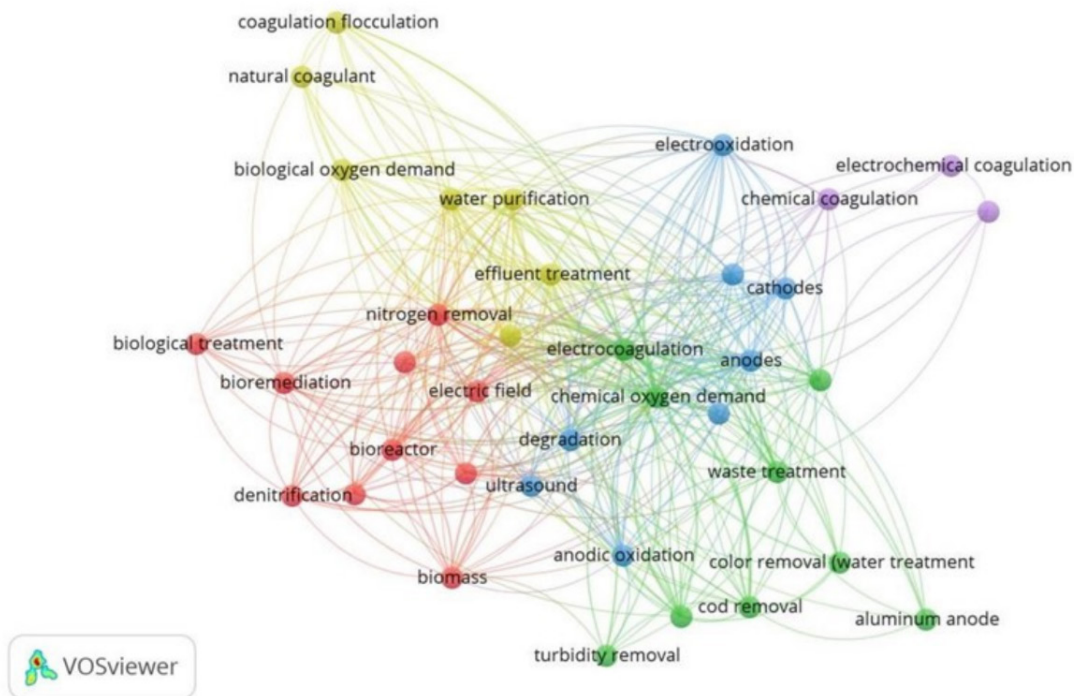 coagulation flocculation
natural coagulant
electrooxidation
electrochemical coagulation
biological oxygen demand
water purification
chemical coagulation
effluent treatment
cathodes
nitrogen removal
biological treatment
electrocoagulation
anodes
bioremediation
electric field
chemical oxygen demand
degradation
bioreactor
waste treatment
ultrasound
denitrification
anodic oxidation
color removal (water treatment
biomass
cod removal
aluminum anode
turbidity removal
VOSviewer